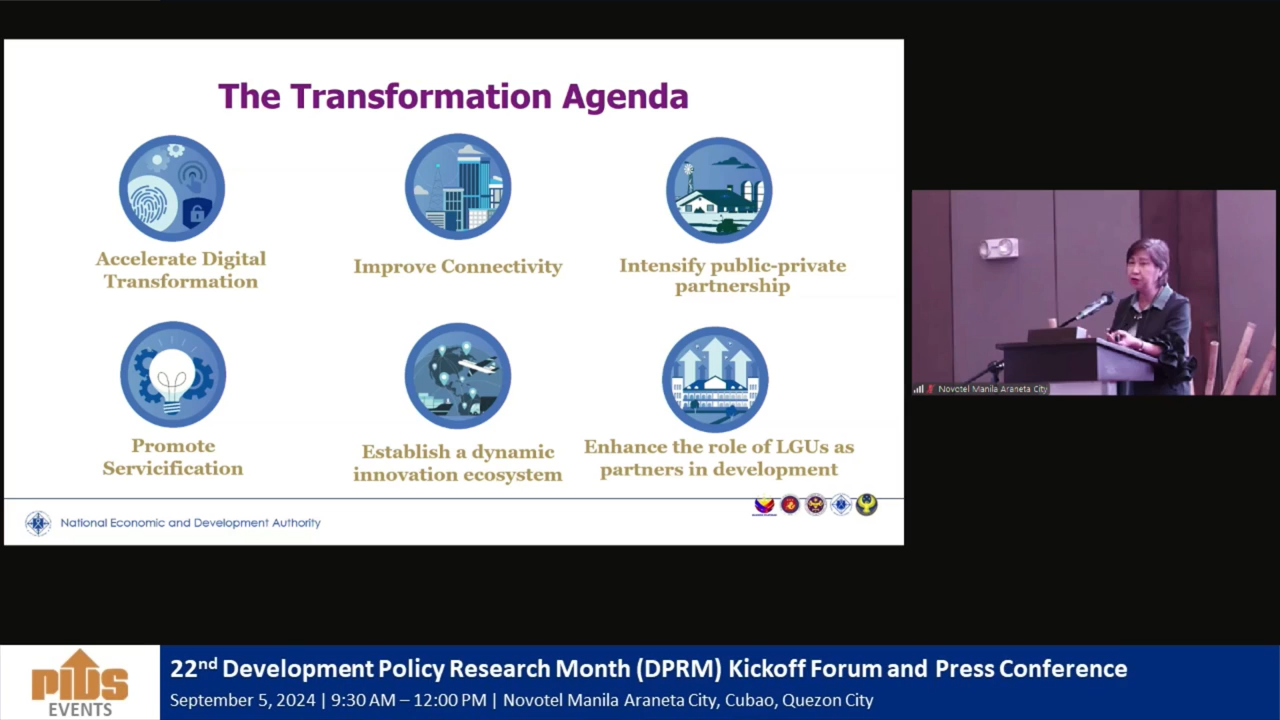 The Transformation Agenda
Accelerate Digital
Transformation
Improve Connectivity
Intensify public-private
partnership
Promote
Servicification
Establish a dynamic
innovation ecosystem
Enhance the role of LGUs as
partners in development
National Economic and Development Authority
Novotel Manila Araneta City
pids
EVENTS
22nd Development Policy Research Month (DPRM) Kickoff Forum and Press Conference
September 5, 2024 | 9:30 AM – 12:00 PM | Novotel Manila Araneta City, Cubao, Quezon City